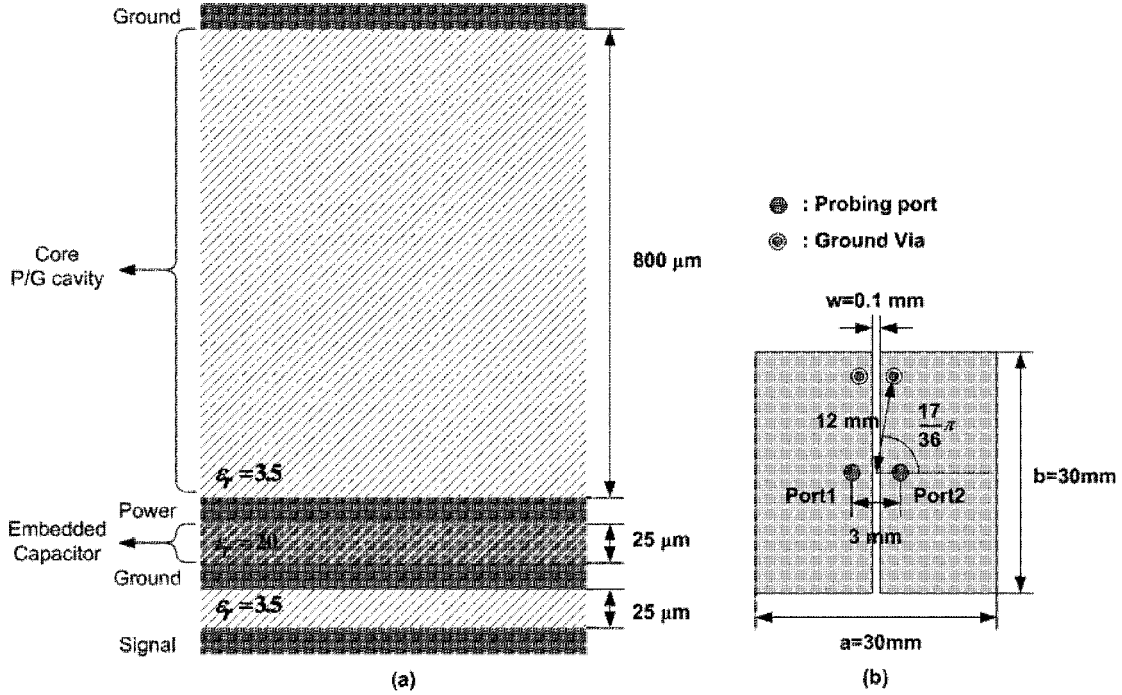 Ground
Core
P/G cavity
800 μm
εr=3.5
Power
Embedded
Capacitor
εr=20
25 μm
Ground
εr=3.5
25 μm
Signal
(a)
: Probing port
: Ground Via
w=0.1 mm
12 mm
17
36
π
Port1
Port2
3 mm
b=30mm
a=30mm
(b)